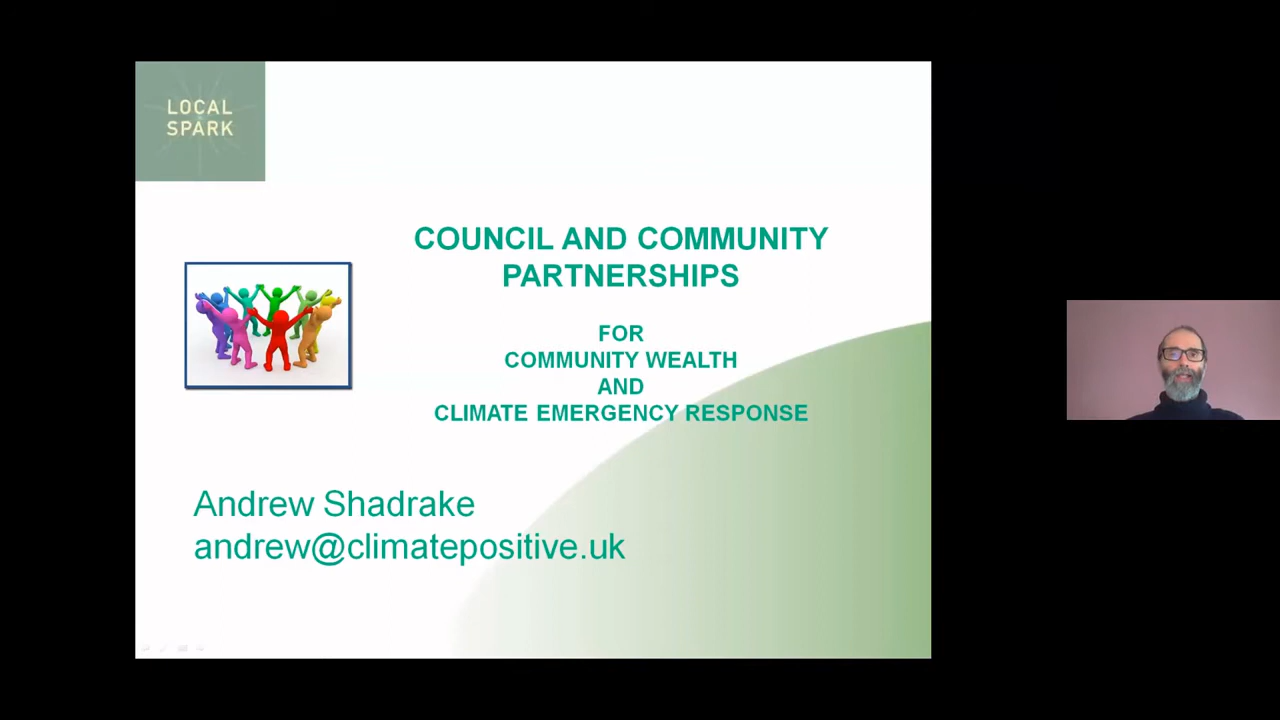 LOCAL
SPARK
COUNCIL AND COMMUNITY
PARTNERSHIPS
FOR
COMMUNITY WEALTH
AND
CLIMATE EMERGENCY RESPONSE
Andrew Shadrake
andrew@climatepositive.uk